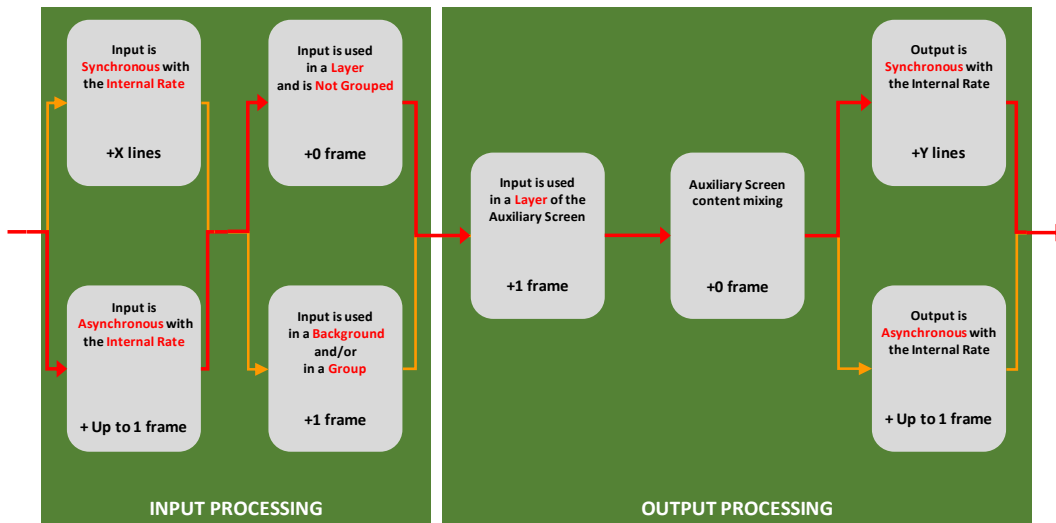 Input is
Synchronous with
the Internal Rate
+X lines
Input is
Asynchronous with
the Internal Rate
+ Up to 1 frame
Input is used
in a Layer
and is Not Grouped
+0 frame
Input is used
in a Background
and/or
in a Group
+1 frame
INPUT PROCESSING
Input is used
in a Layer of the
Auxiliary Screen
+1 frame
Auxiliary Screen
content mixing
+0 frame
Output is
Synchronous with
the Internal Rate
+Y lines
Output is
Asynchronous with
the Internal Rate
+ Up to 1 frame
OUTPUT PROCESSING